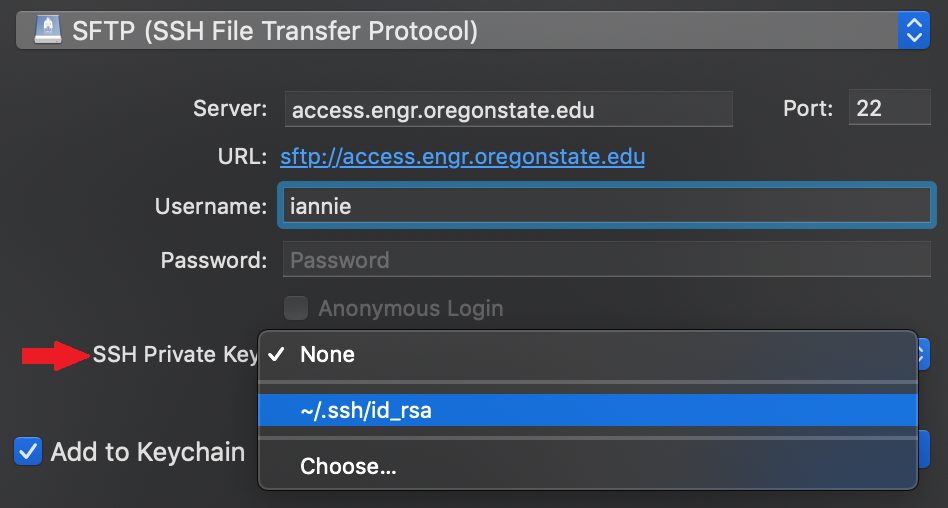 SFTP (SSH File Transfer Protocol)
Server: access.engr.oregonstate.edu Port: 22
URL: sftp://access.engr.oregonstate.edu
Username: iannie
Password: Password
Anonymous Login
SSH Private Key ✓ None
~/.ssh/id_rsa
Add to Keychain
Choose...